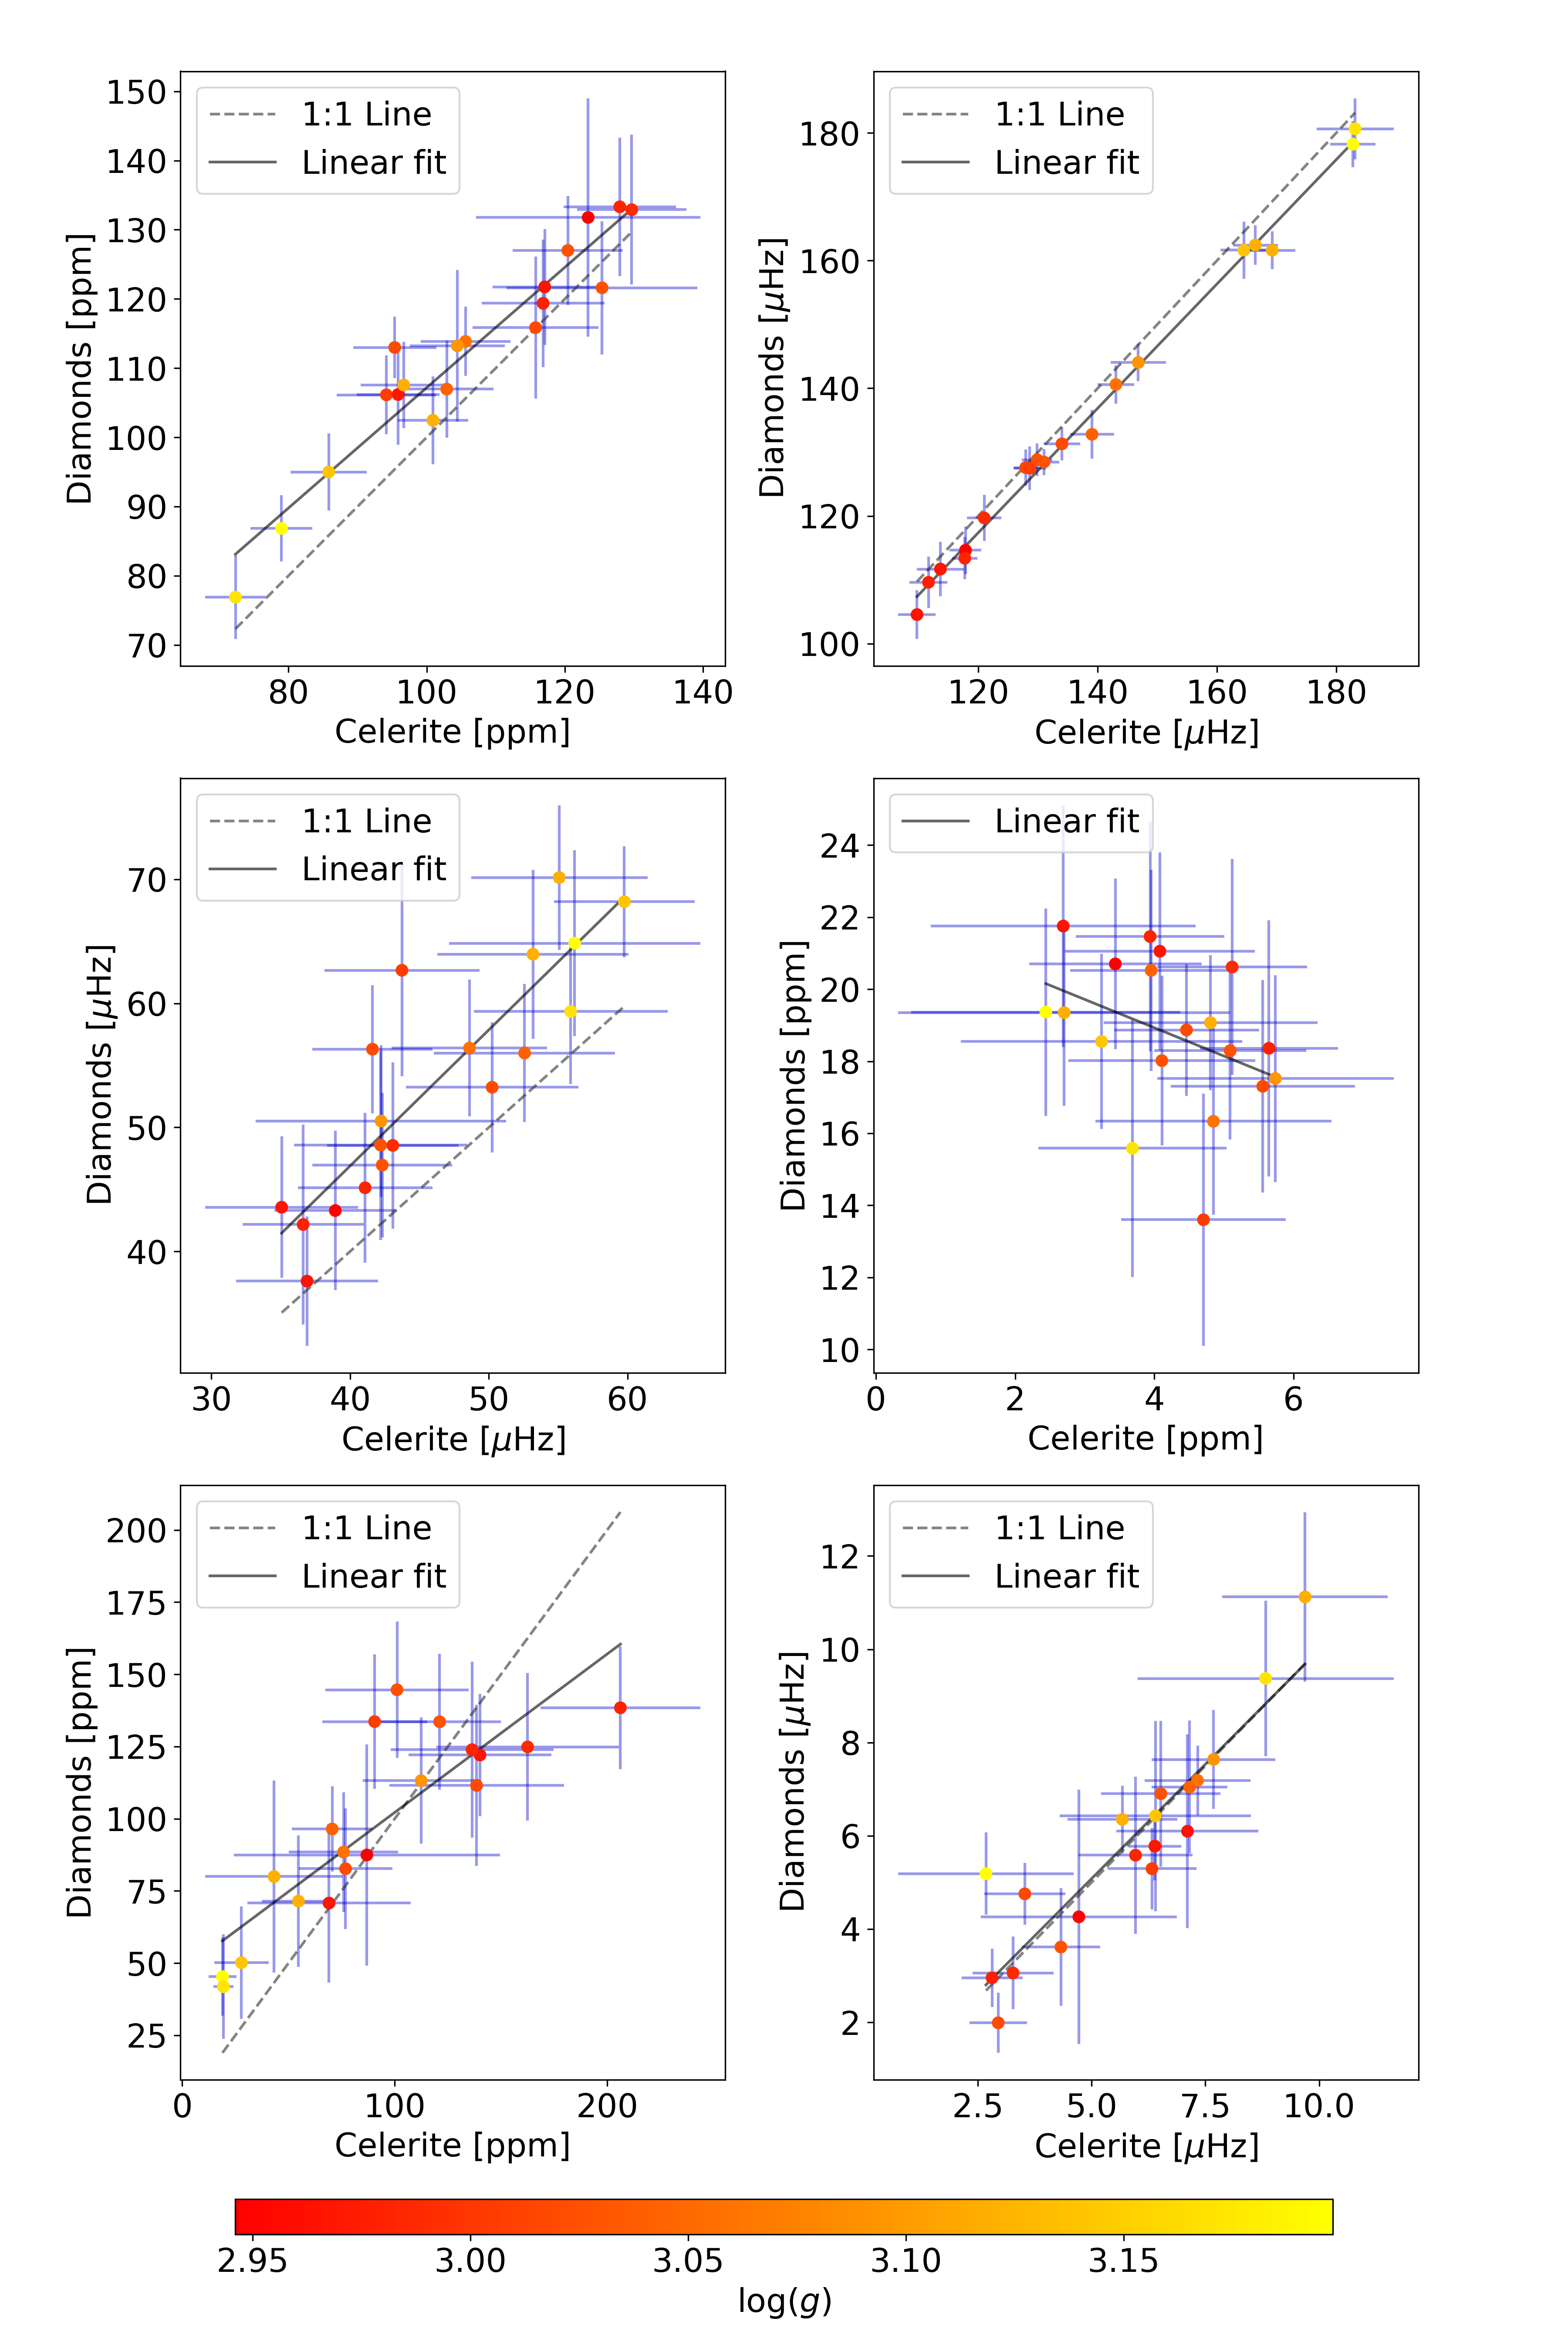 1:1 Line
Linear fit
150
140
130
120
110
100
90
80
70
Diamonds [ppm]
80 100 120 140
Celerite [ppm]
1:1 Line
Linear fit
180
160
140
120
100
Diamonds [μHz]
120 140 160 180
Celerite [μHz]
1:1 Line
Linear fit
70
60
50
40
Diamonds [μHz]
30 40 50 60
Celerite [μHz]
Linear fit
24
22
20
18
16
14
12
10
Diamonds [ppm]
0 2 4 6
Celerite [ppm]
1:1 Line
Linear fit
200
175
150
125
100
75
50
25
Diamonds [ppm]
0 100 200
Celerite [ppm]
1:1 Line
Linear fit
12
10
8
6
4
2
Diamonds [μHz]
2.5 5.0 7.5 10.0
Celerite [μHz]
2.95 3.00 3.05 3.10 3.15
log(g)